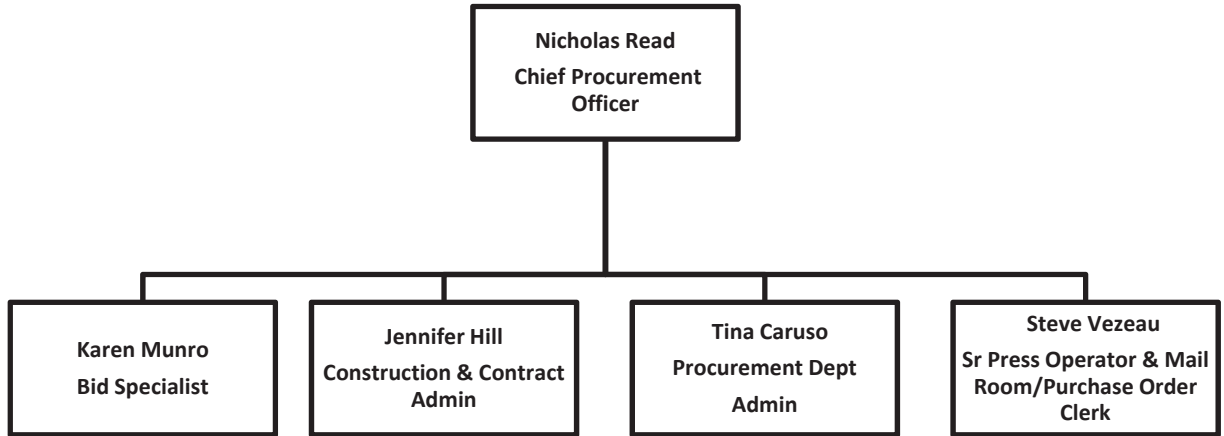 Nicholas Read
Chief Procurement
Officer
Karen Munro
Bid Specialist
Jennifer Hill
Construction & Contract
Admin
Tina Caruso
Procurement Dept
Admin
Steve Vezeau
Sr Press Operator & Mail
Room/Purchase Order
Clerk